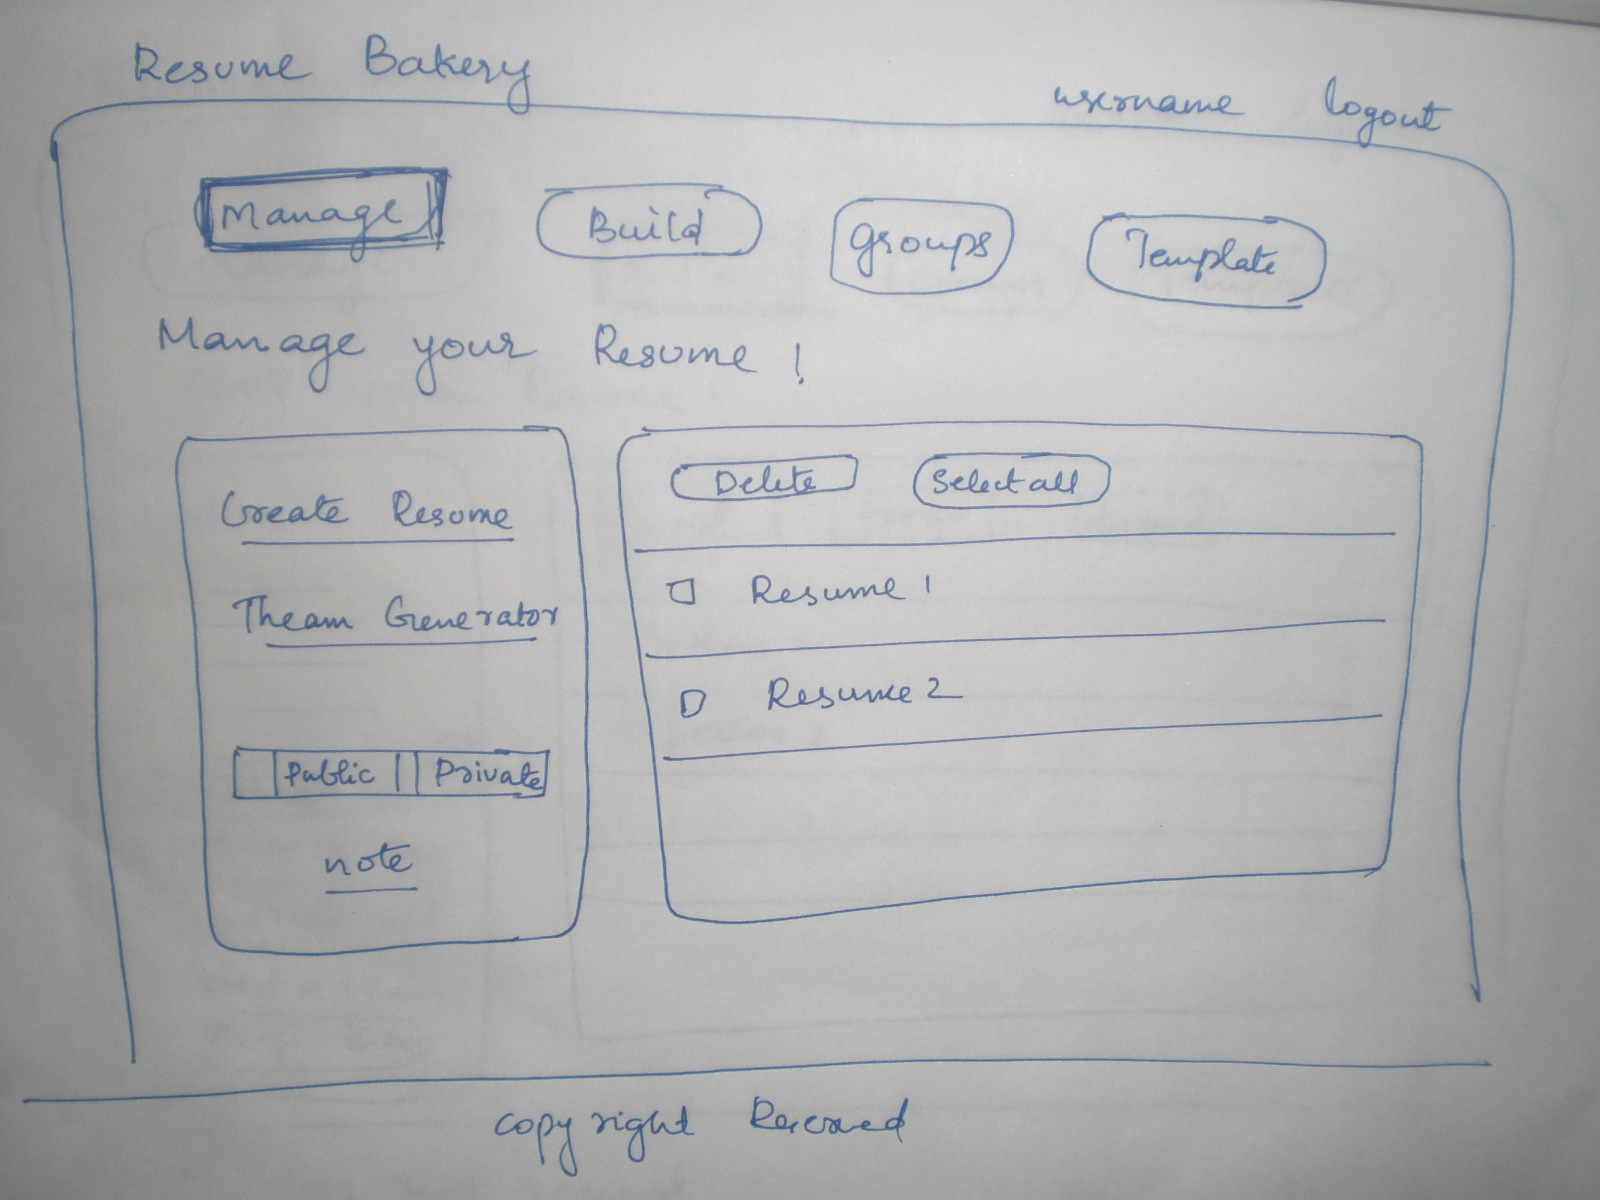 Resume Bakery
username logout
Manage Build Groups Template
Manage your Resume !
Create Resume
Theam Generator
Public Private
note
Delete Select all
Resume 1
Resume 2
copy right Reserved